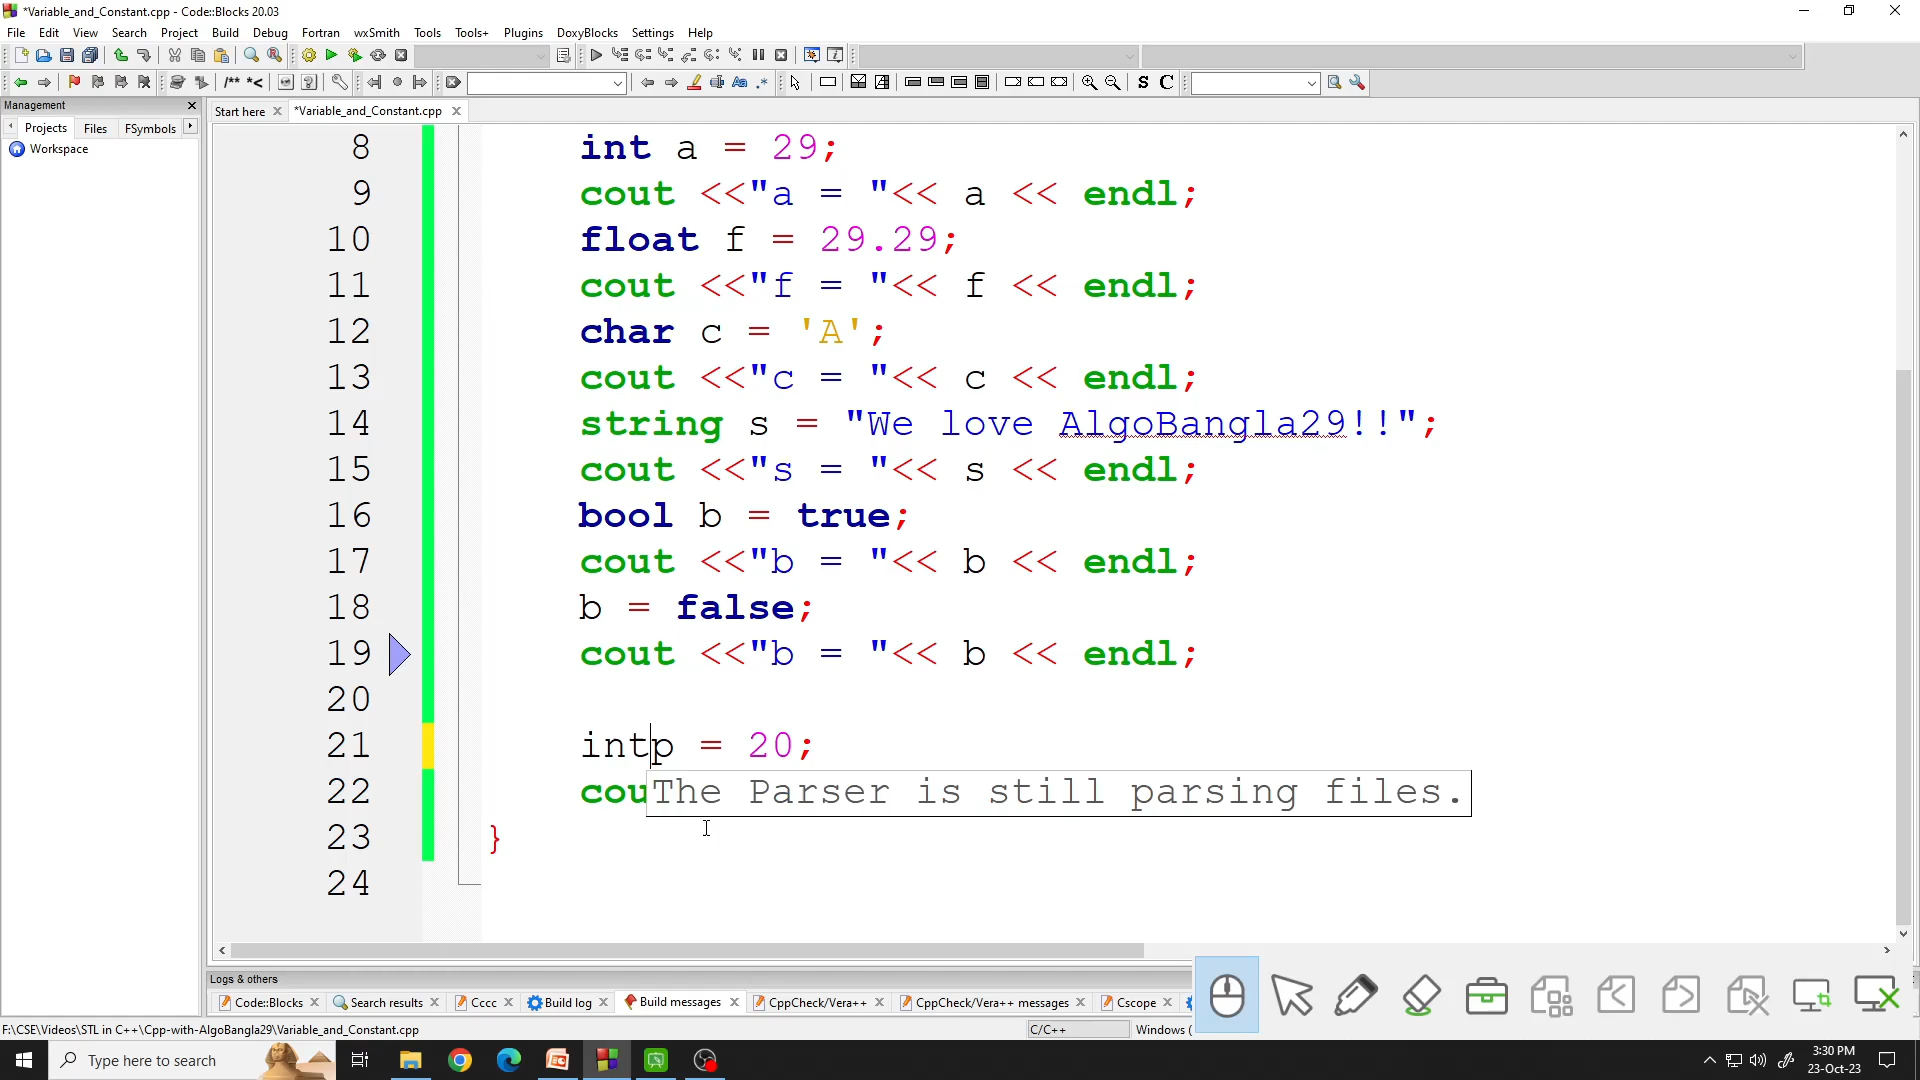 *Variable_and_Constant.cpp - Code::Blocks 20.03
File Edit View Search Project Build Debug Fortran wxSmith Tools Tools+ Plugins DoxyBlocks Settings Help
/** *<
Aa .*
S C
Management
Start here *Variable_and_Constant.cpp
Projects Files FSymbols
Workspace
8 int a = 29;
9 cout <<"a = "<< a << endl;
10 float f = 29.29;
11 cout <<"f = "<< f << endl;
12 char c = 'A';
13 cout <<"c = "<< c << endl;
14 string s = "We love AlgoBangla29!!";
15 cout <<"s = "<< s << endl;
16 bool b = true;
17 cout <<"b = "<< b << endl;
18 b = false;
19 cout <<"b = "<< b << endl;
20
21 intp = 20;
22 cou
The Parser is still parsing files.
23 }
24
Logs & others
Code::Blocks Search results Cccc Build log Build messages CppCheck/Vera++ CppCheck/Vera++ messages Cscope
F:\CSE\Videos\STL in C++\Cpp-with-AlgoBangla29\Variable_and_Constant.cpp C/C++ Windows (
Type here to search
3:30 PM
23-Oct-23